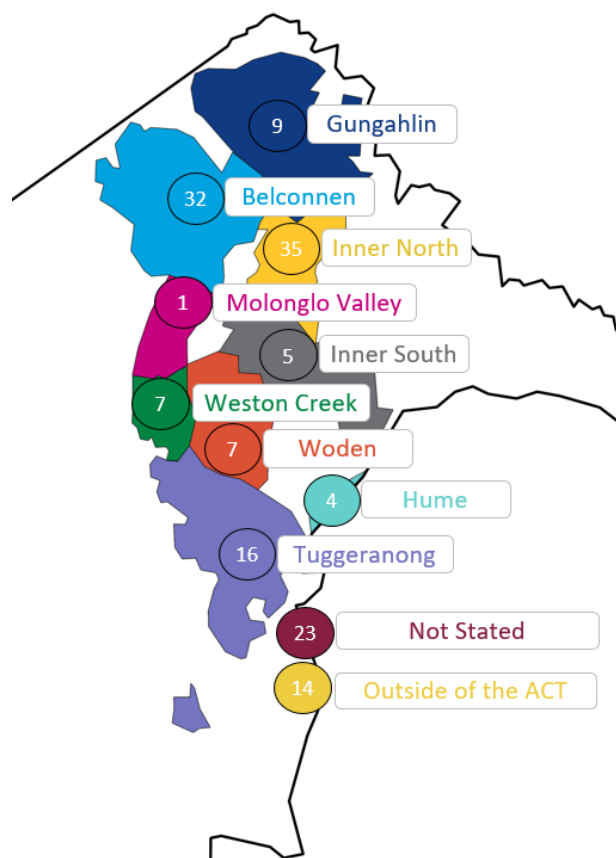 9 Gungahlin
32 Belconnen
35 Inner North
1 Molonglo Valley
5 Inner South
7 Weston Creek
7 Woden
4 Hume
16 Tuggeranong
23 Not Stated
14 Outside of the ACT